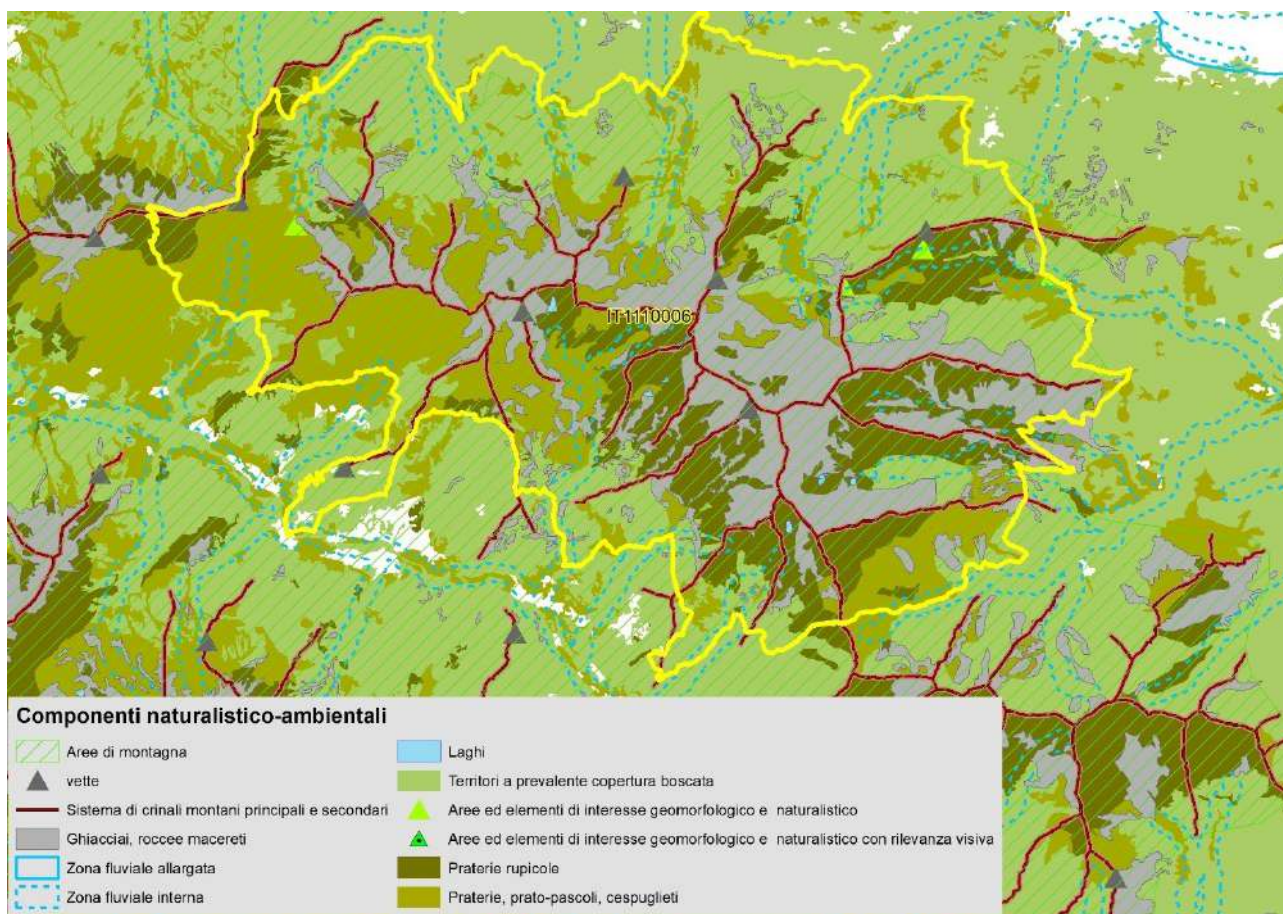 IT1110006
Componenti naturalistico-ambientali
Aree di montagna
vette
Sistema di crinali montani principali e secondari
Ghiacciai, roccee macereti
Zona fluviale allargata
Zona fluviale interna
Laghi
Territori a prevalente copertura boscata
Aree ed elementi di interesse geomorfologico e naturalistico
Aree ed elementi di interesse geomorfologico e naturalistico con rilevanza visiva
Praterie rupicole
Praterie, prato-pascoli, cespuglieti